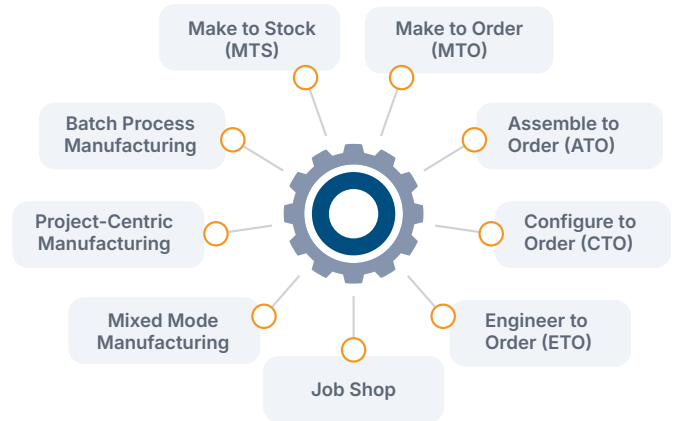 Make to Stock
(MTS)
Make to Order
(MTO)
Batch Process
Manufacturing
Assemble to
Order (ATO)
Project-Centric
Manufacturing
Configure to
Order (CTO)
Mixed Mode
Manufacturing
Engineer to
Order (ETO)
Job Shop